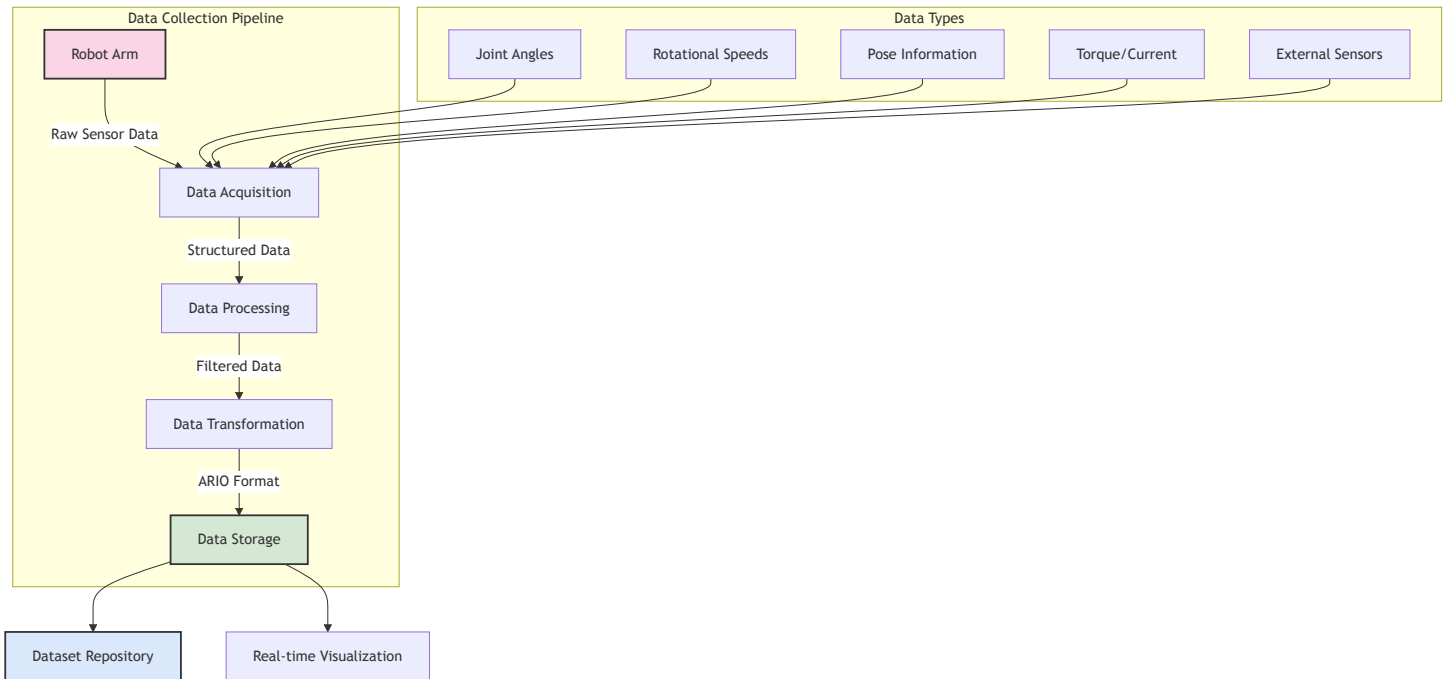 Data Collection Pipeline
Data Types
Robot Arm
Joint Angles
Rotational Speeds
Pose Information
Torque/Current
External Sensors
Raw Sensor Data
Data Acquisition
Structured Data
Data Processing
Filtered Data
Data Transformation
ARIO Format
Data Storage
Dataset Repository
Real-time Visualization